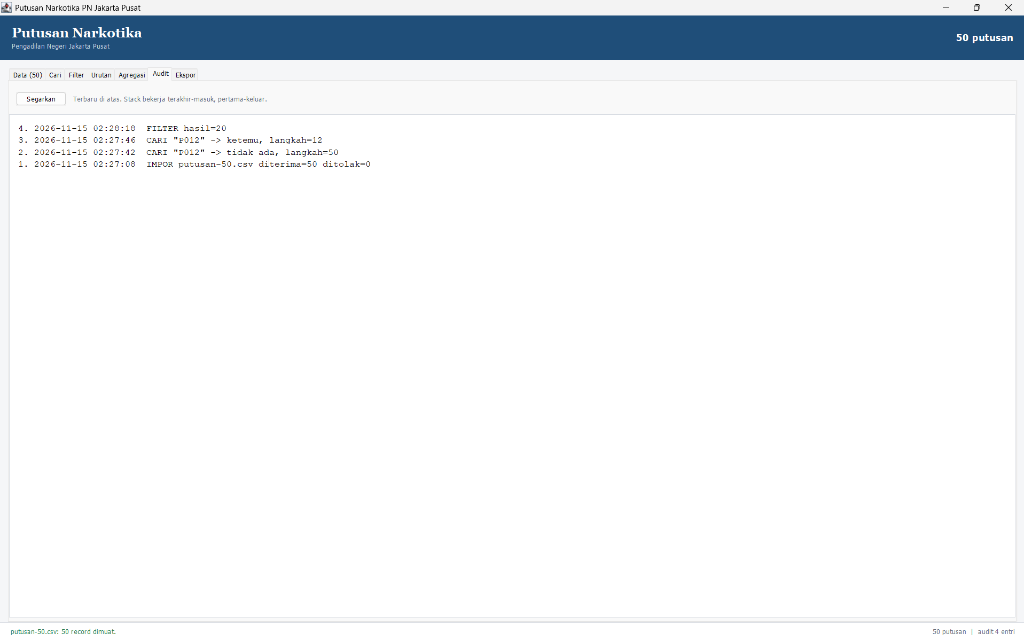 Putusan Narkotika PN Jakarta Pusat
Putusan Narkotika
Pengadilan Negeri Jakarta Pusat
50 putusan
Data (50) Cari Filter Urutan Agregasi Audit Ekspor
Segarkan Terbaru di atas. Stack bekerja terakhir-masuk, pertama-keluar.
4. 2026-11-15 02:28:18 FILTER hasil=20
3. 2026-11-15 02:27:46 CARI "P012" -> ketemu, langkah=12
2. 2026-11-15 02:27:42 CARI "P012" -> tidak ada, langkah=50
1. 2026-11-15 02:27:08 IMPOR putusan-50.csv diterima=50 ditolak=0
putusan-50.csv: 50 record dimuat.
50 putusan | audit 4 entri